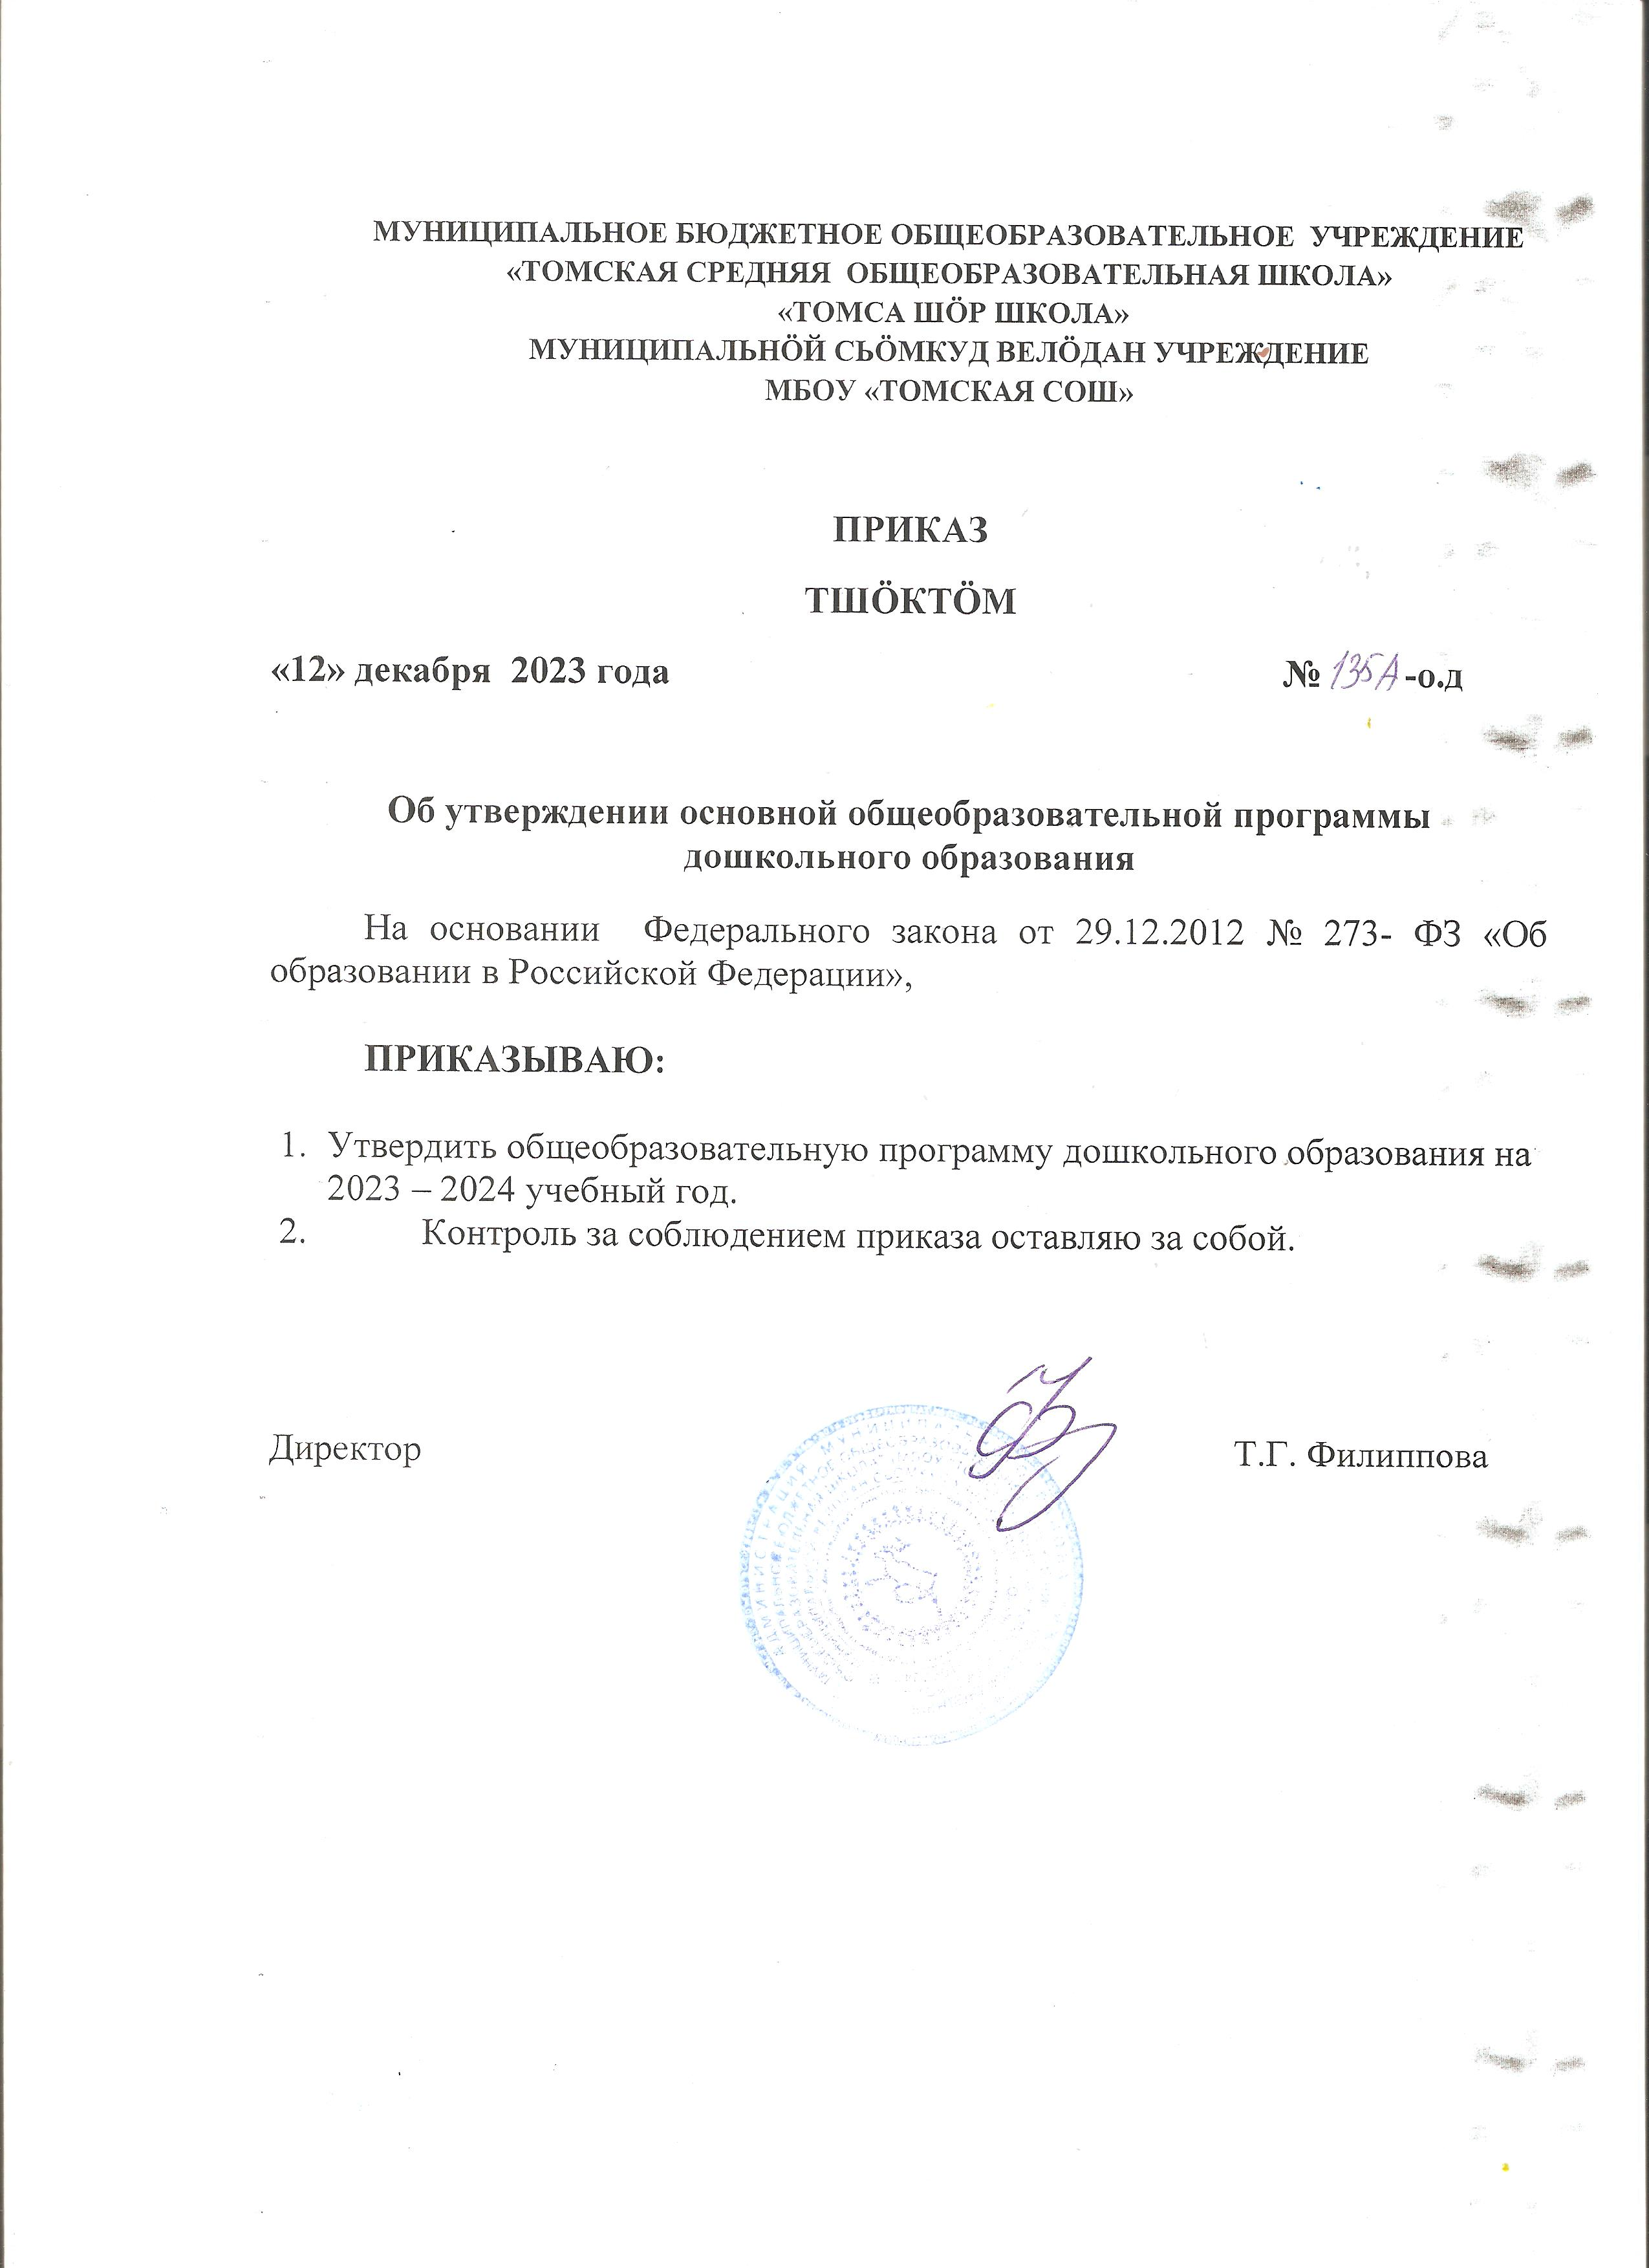 МУНИЦИПАЛЬНОЕ БЮДЖЕТНОЕ ОБЩЕОБРАЗОВАТЕЛЬНОЕ УЧРЕЖДЕНИЕ
«ТОМСКАЯ СРЕДНЯЯ ОБЩЕОБРАЗОВАТЕЛЬНАЯ ШКОЛА»
«ТОМСА ШӦР ШКОЛА»
МУНИЦИПАЛЬНӦЙ СЬӦМКУД ВЕЛӦДАН УЧРЕЖДЕНИЕ
МБОУ «ТОМСКАЯ СОШ»
ПРИКАЗ
ТШӦКТӦМ
«12» декабря 2023 года № 135А-о.д
Об утверждении основной общеобразовательной программы
дошкольного образования
На основании Федерального закона от 29.12.2012 № 273- ФЗ «Об
образовании в Российской Федерации»,
ПРИКАЗЫВАЮ:
1. Утвердить общеобразовательную программу дошкольного образования на
2023 – 2024 учебный год.
2. Контроль за соблюдением приказа оставляю за собой.
Директор Т.Г. Филиппова